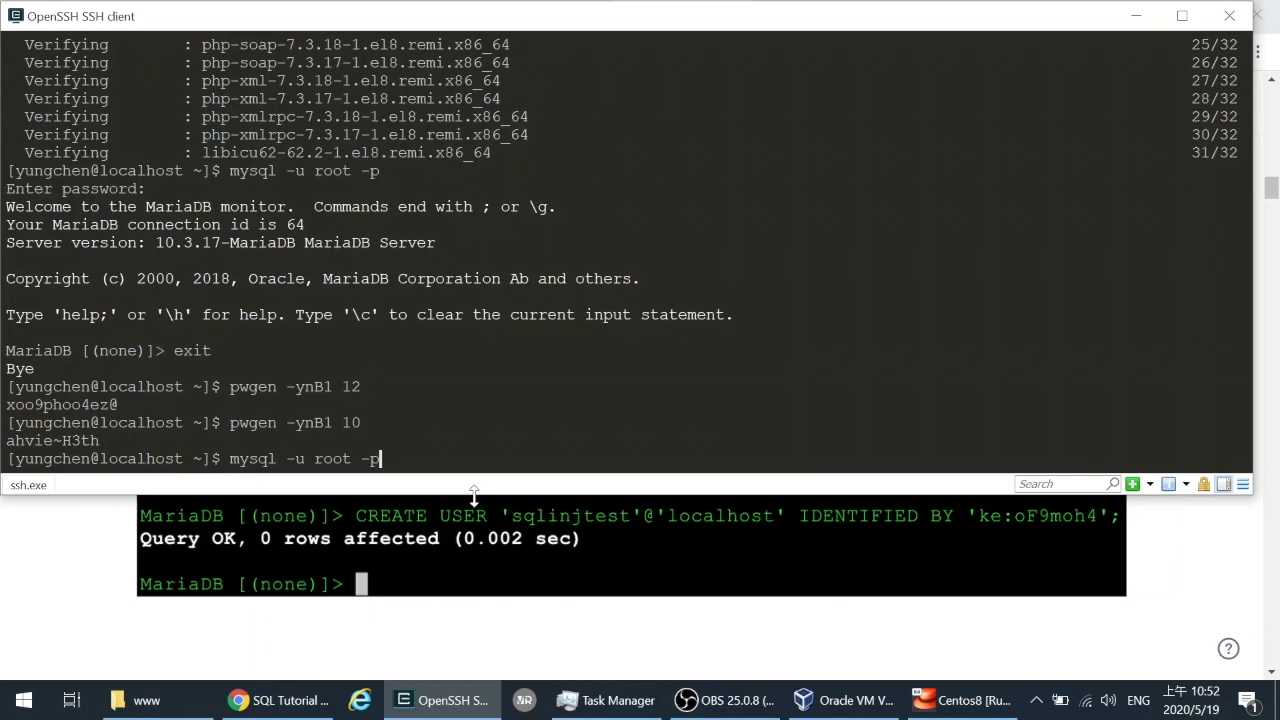 OpenSSH SSH client
Verifying : php-soap-7.3.18-1.el8.remi.x86_64 25/32
Verifying : php-soap-7.3.17-1.el8.remi.x86_64 26/32
Verifying : php-xml-7.3.18-1.el8.remi.x86_64 27/32
Verifying : php-xml-7.3.17-1.el8.remi.x86_64 28/32
Verifying : php-xmlrpc-7.3.18-1.el8.remi.x86_64 29/32
Verifying : php-xmlrpc-7.3.17-1.el8.remi.x86_64 30/32
Verifying : libicu62-62.2-1.el8.remi.x86_64 31/32
[yungchen@localhost ~]$ mysql -u root -p
Enter password:
Welcome to the MariaDB monitor.  Commands end with ; or \g.
Your MariaDB connection id is 64
Server version: 10.3.17-MariaDB MariaDB Server
Copyright (c) 2000, 2018, Oracle, MariaDB Corporation Ab and others.
Type 'help;' or '\h' for help. Type '\c' to clear the current input statement.
MariaDB [(none)]> exit
Bye
[yungchen@localhost ~]$ pwgen -ynB1 12
xoo9phoo4ez@
[yungchen@localhost ~]$ pwgen -ynB1 10
ahvie~H3th
[yungchen@localhost ~]$ mysql -u root -p
ssh.exe
Search
MariaDB [(none)]> CREATE USER 'sqlinjtest'@'localhost' IDENTIFIED BY 'ke:oF9moh4';
Query OK, 0 rows affected (0.002 sec)
MariaDB [(none)]>
www
SQL Tutorial ...
OpenSSH S...
Task Manager
OBS 25.0.8 (...
Oracle VM V...
Centos8 [Ru...
ENG
上午 10:52
2020/5/19
1